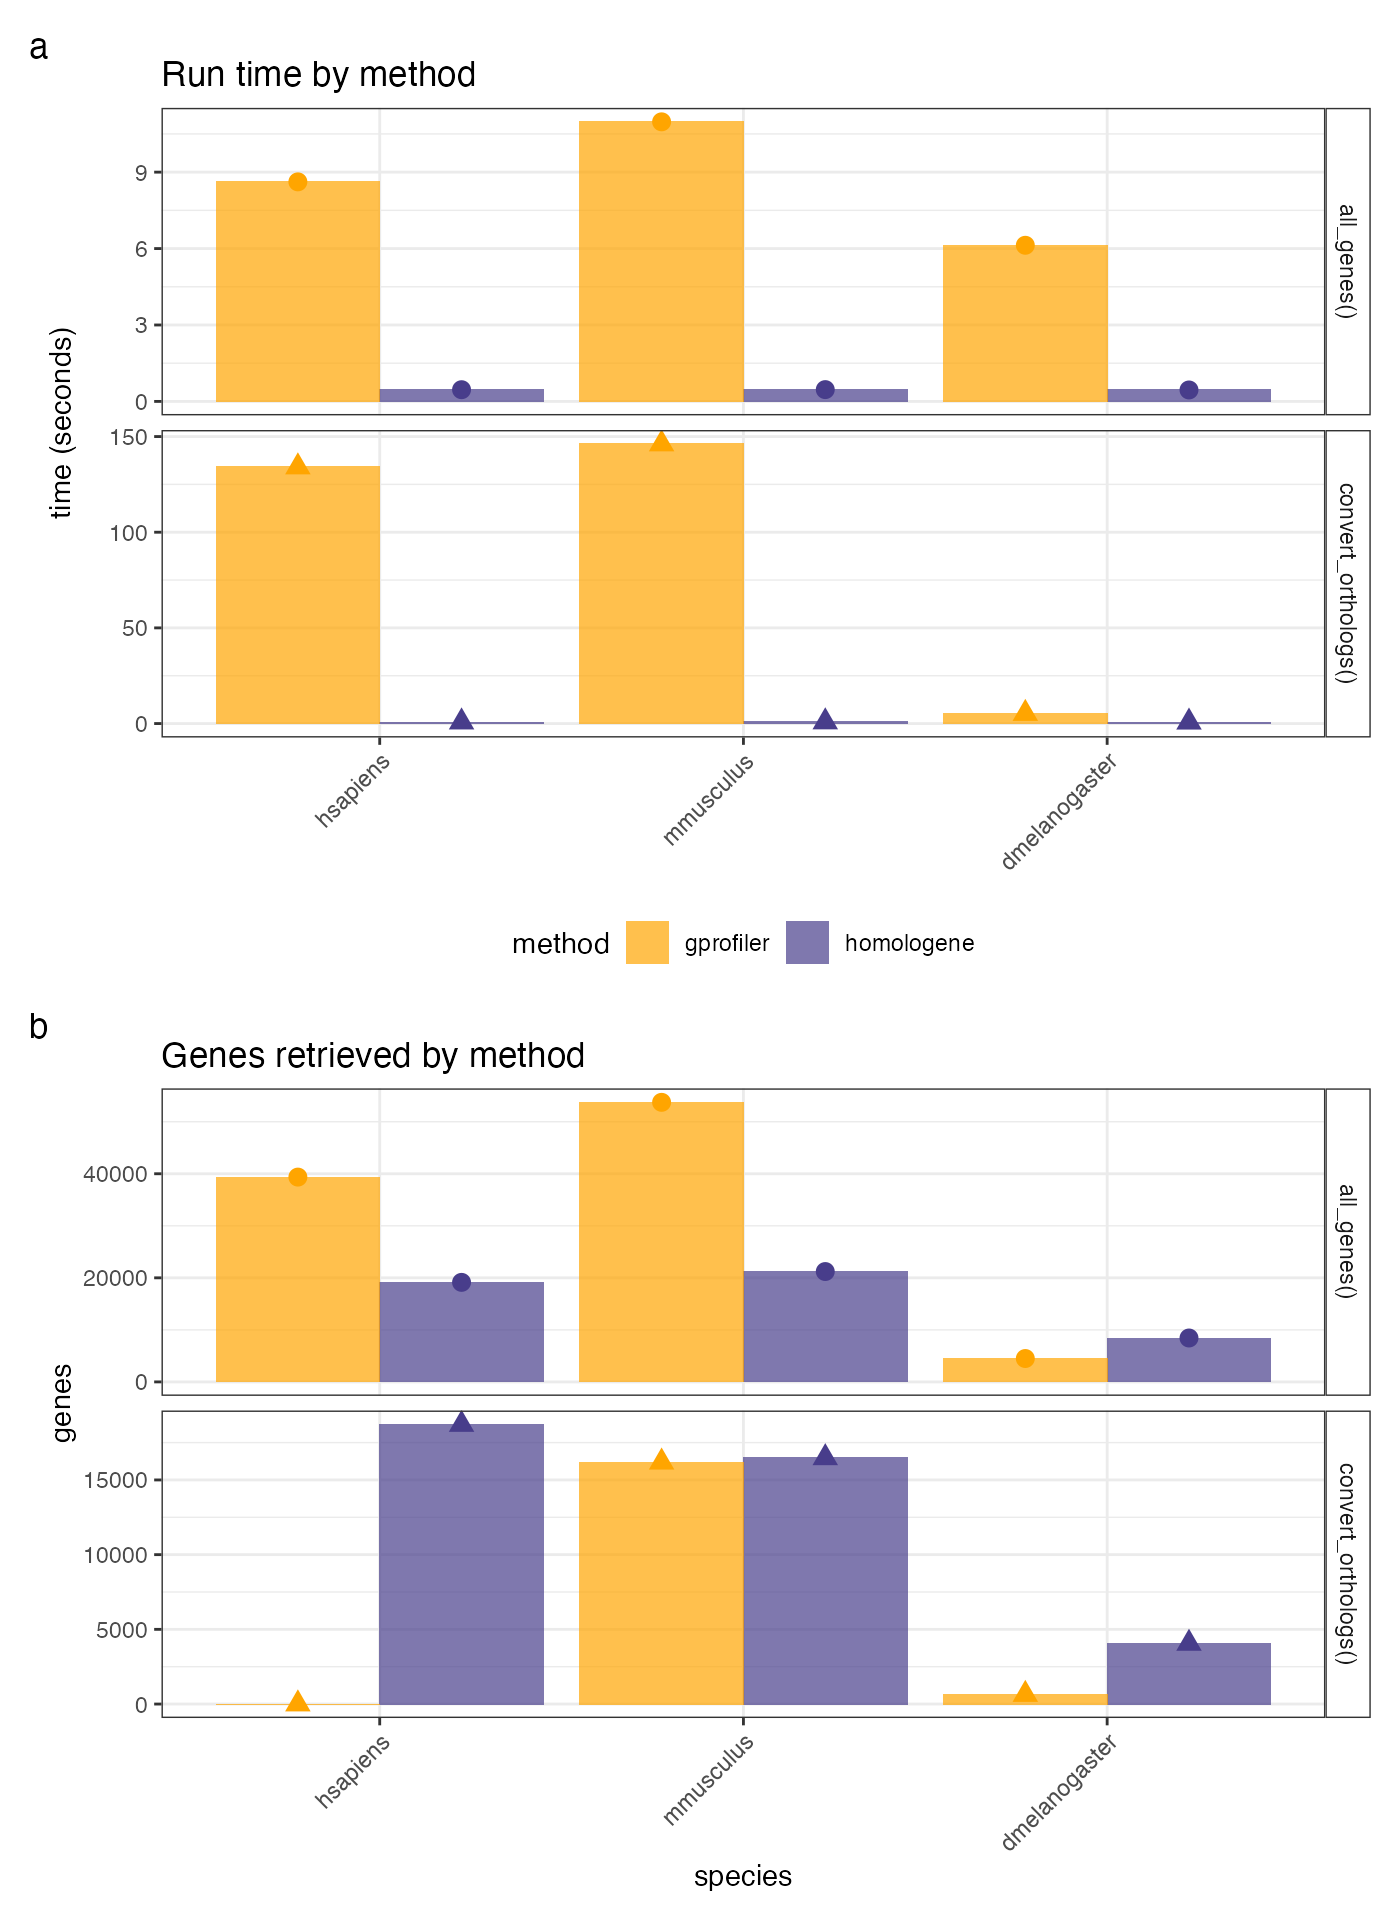 a
Run time by method
time (seconds)
9
6
3
0
all_genes()
150
100
50
0
convert_orthologs()
hsapiens
mmusculus
dmelanogaster
method
gprofiler
homologene
b
Genes retrieved by method
genes
40000
20000
0
all_genes()
15000
10000
5000
0
convert_orthologs()
hsapiens
mmusculus
dmelanogaster
species